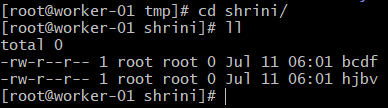 [root@worker-01 tmp]# cd shrini/
[root@worker-01 shrini]# ll
total 0
-rw-r--r-- 1 root root 0 Jul 11 06:01 bcdf
-rw-r--r-- 1 root root 0 Jul 11 06:01 hjbv
[root@worker-01 shrini]#